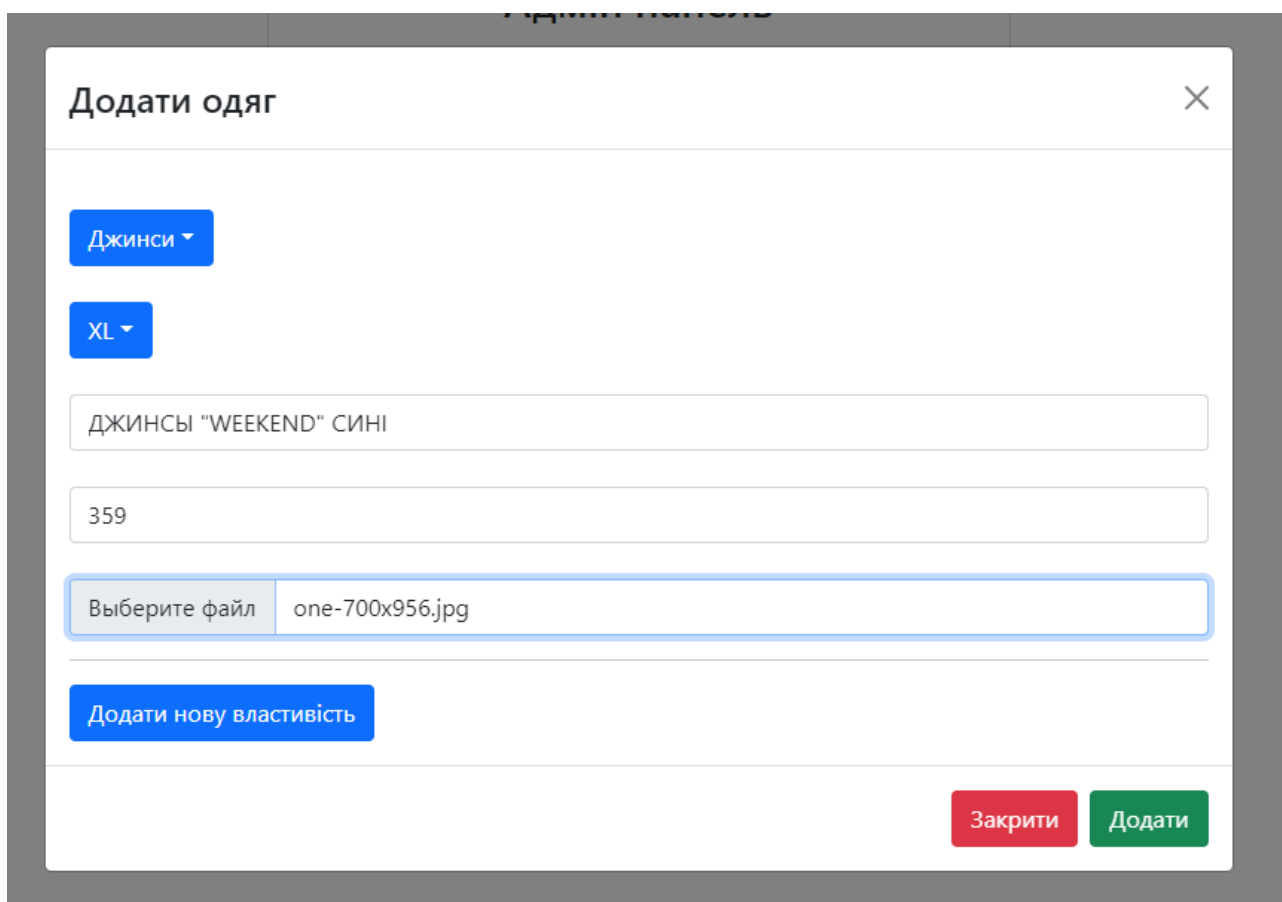 Додати одяг
Джинси
XL
ДЖИНСЫ "WEEKEND" СИНІ
359
Выберите файл one-700x956.jpg
Додати нову властивість
Закрити Додати